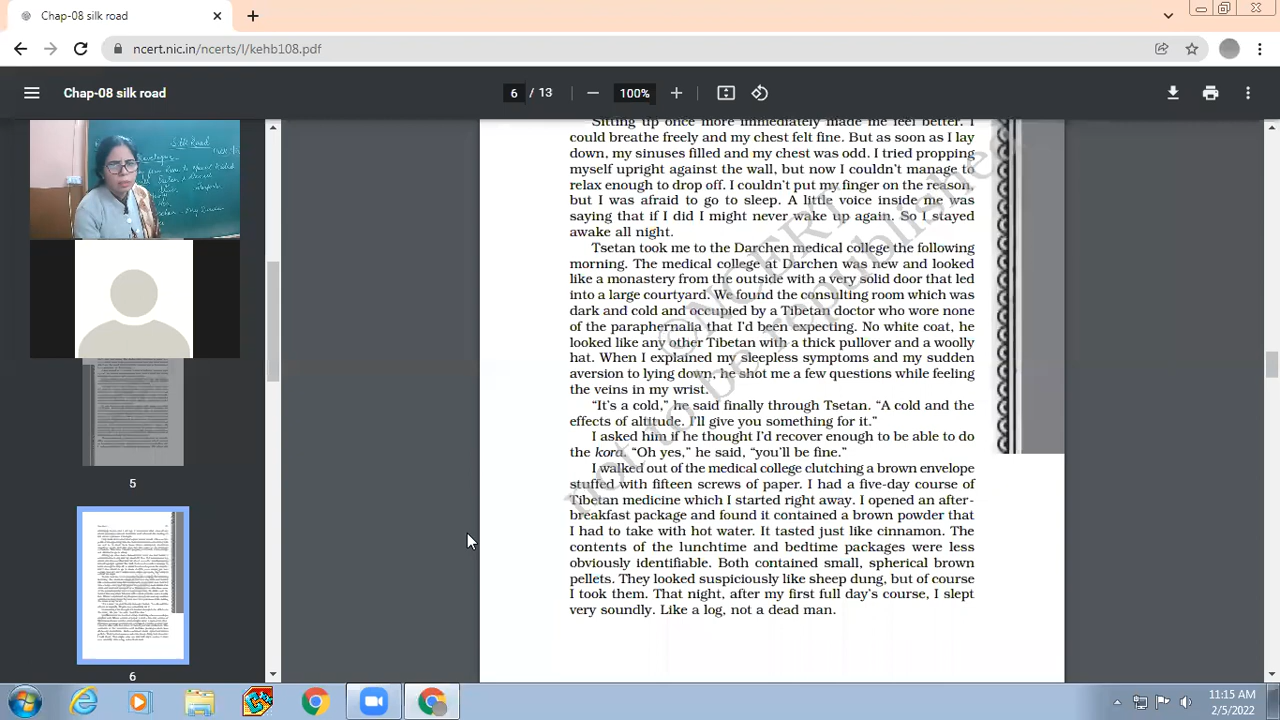 Chap-08 silk road
ncert.nic.in/ncerts/l/kehb108.pdf
Chap-08 silk road
6 / 13
100%
Silk Road
5
6
Sitting up once more immediately made me feel better. I
could breathe freely and my chest felt fine. But as soon as I lay
down, my sinuses filled and my chest was odd. I tried propping
myself upright against the wall, but now I couldn't manage to
relax enough to drop off. I couldn't put my finger on the reason,
but I was afraid to go to sleep. A little voice inside me was
saying that if I did I might never wake up again. So I stayed
awake all night.
Tsetan took me to the Darchen medical college the following
morning. The medical college at Darchen was new and looked
like a monastery from the outside with a very solid door that led
into a large courtyard. We found the consulting room which was
dark and cold and occupied by a Tibetan doctor who wore none
of the paraphernalia that I'd been expecting. No white coat, he
looked like any other Tibetan with a thick pullover and a woolly
hat. When I explained my sleepless symptoms and my sudden
aversion to lying down, he shot me a few questions while feeling
the veins in my wrist.
“It's a cold,” he said finally through Tsetan. “A cold and the
effects of altitude. I'll give you something for it.”
I asked him if he thought I'd recover enough to be able to do
the kora. “Oh yes,” he said, “you'll be fine.”
I walked out of the medical college clutching a brown envelope
stuffed with fifteen screws of paper. I had a five-day course of
Tibetan medicine which I started right away. I opened an after-
breakfast package and found it contained a brown powder that
I had to take with hot water. It tasted just like cinnamon. The
contents of the lunchtime and bedtime packages were less
obviously identifiable. Both contained small, spherical brown
pellets. They looked suspiciously like sheep dung, but of course
I took them. That night, after my first full day's course, I slept
very soundly. Like a log, not a dead man.
©NCERT
not to be republished
11:15 AM
2/5/2022